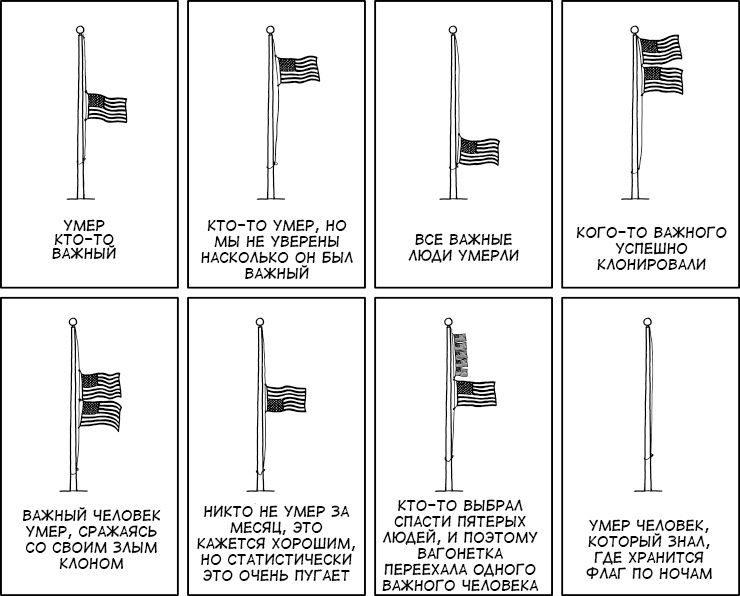 УМЕР
КТО-ТО
ВАЖНЫЙ
КТО-ТО УМЕР, НО
МЫ НЕ УВЕРЕНЫ
НАСКОЛЬКО ОН БЫЛ
ВАЖНЫЙ
ВСЕ ВАЖНЫЕ
ЛЮДИ УМЕРЛИ
КОГО-ТО ВАЖНОГО
УСПЕШНО
КЛОНИРОВАЛИ
ВАЖНЫЙ ЧЕЛОВЕК
УМЕР, СРАЖАЯСЬ
СО СВОИМ ЗЛЫМ
КЛОНОМ
НИКТО НЕ УМЕР ЗА
МЕСЯЦ, ЭТО
КАЖЕТСЯ ХОРОШИМ,
НО СТАТИСТИЧЕСКИ
ЭТО ОЧЕНЬ ПУГАЕТ
КТО-ТО ВЫБРАЛ
СПАСТИ ПЯТЕРЫХ
ЛЮДЕЙ, И ПОЭТОМУ
ВАГОНЕТКА
ПЕРЕЕХАЛА ОДНОГО
ВАЖНОГО ЧЕЛОВЕКА
УМЕР ЧЕЛОВЕК,
КОТОРЫЙ ЗНАЛ,
ГДЕ ХРАНИТСЯ
ФЛАГ ПО НОЧАМ